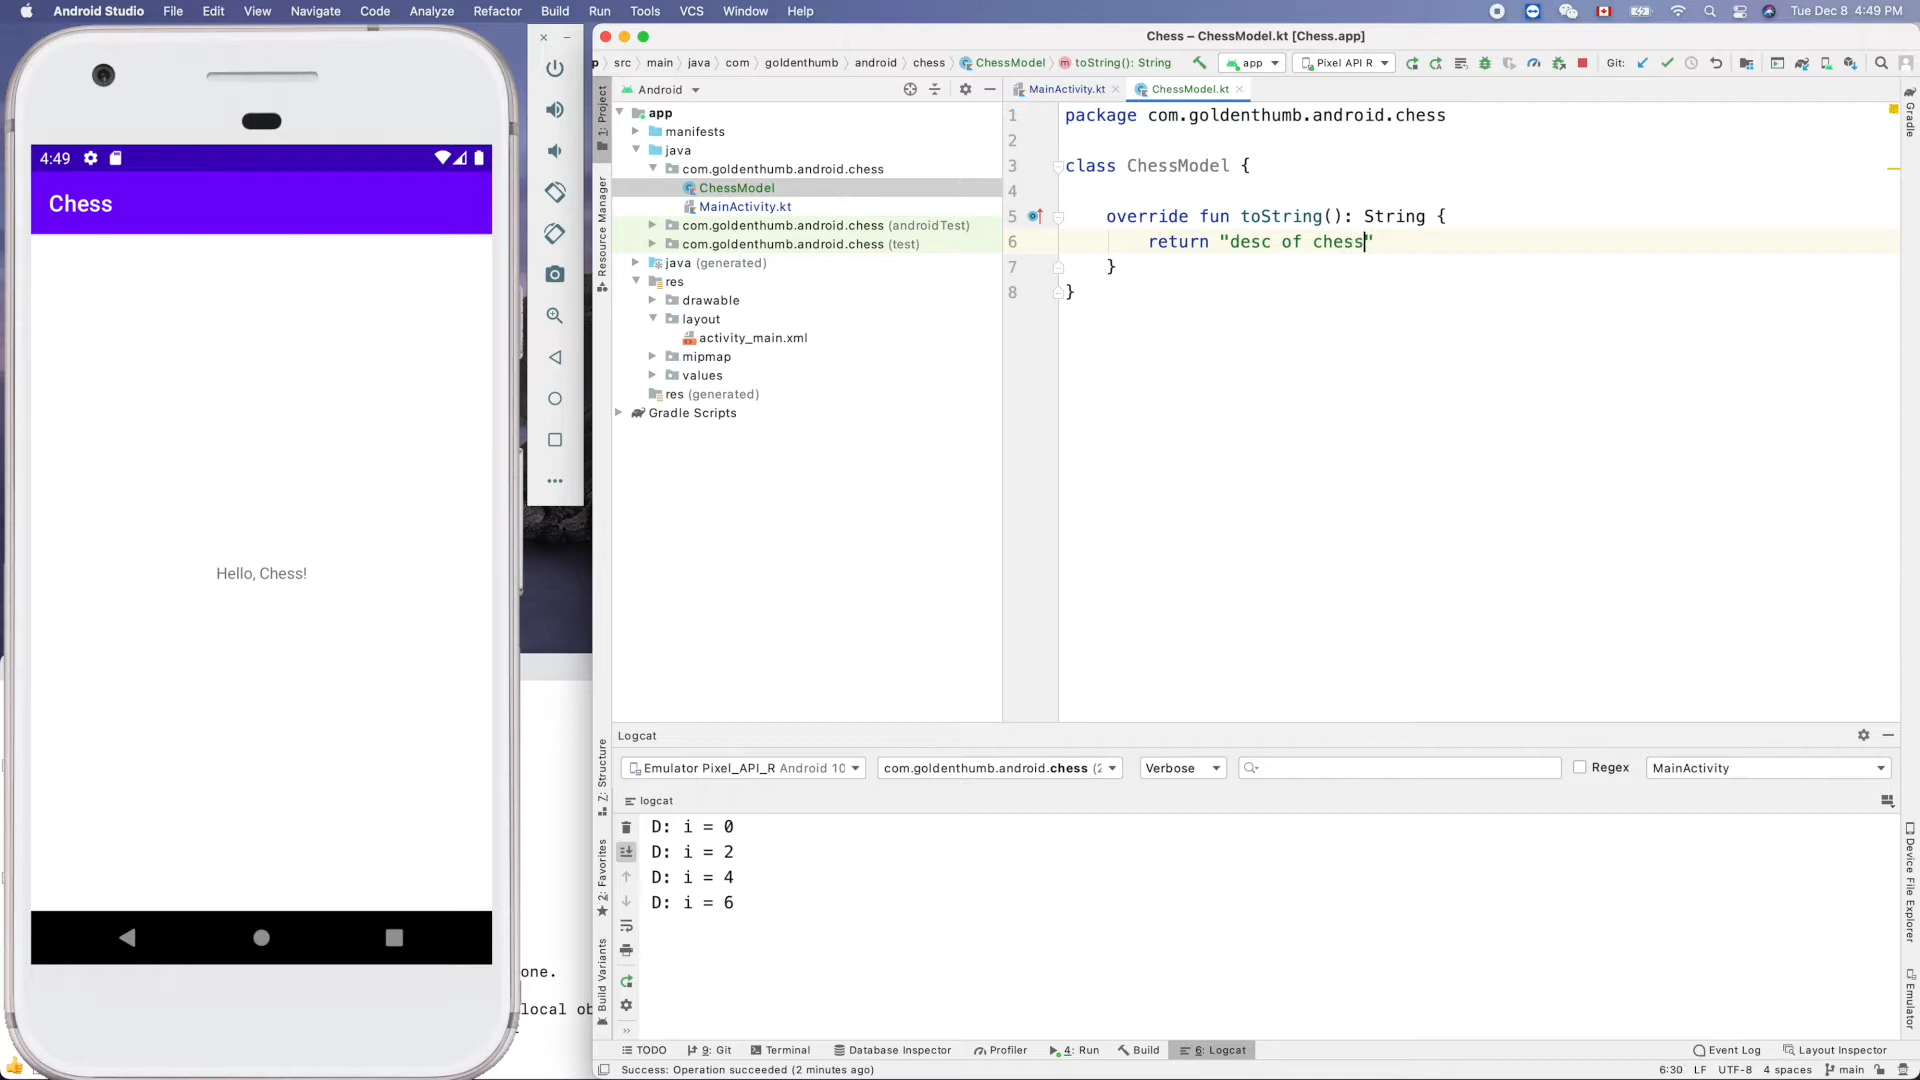 Android Studio File Edit View Navigate Code Analyze Refactor Build Run Tools VCS Window Help Tue Dec 8 4:49 PM
Chess – ChessModel.kt [Chess.app]
p src main java com goldenthumb android chess ChessModel toString(): String app Pixel API R Git:
Android
MainActivity.kt ChessModel.kt
1: Project
Resource Manager
Z: Structure
2: Favorites
Build Variants
app
manifests
java
com.goldenthumb.android.chess
ChessModel
MainActivity.kt
com.goldenthumb.android.chess (androidTest)
com.goldenthumb.android.chess (test)
java (generated)
res
drawable
layout
activity_main.xml
mipmap
values
res (generated)
Gradle Scripts
1 package com.goldenthumb.android.chess
2
3 class ChessModel {
4
5 override fun toString(): String {
6 return "desc of chess"
7 }
8 }
Gradle
Device File Explorer
Emulator
4:49
Chess
Hello, Chess!
one.
local ob
Logcat
Emulator Pixel_API_R Android 10 com.goldenthumb.android.chess (2 Verbose Regex MainActivity
logcat
D: i = 0
D: i = 2
D: i = 4
D: i = 6
TODO 9: Git Terminal Database Inspector Profiler 4: Run Build 6: Logcat Event Log Layout Inspector
Success: Operation succeeded (2 minutes ago) 6:30 LF UTF-8 4 spaces main